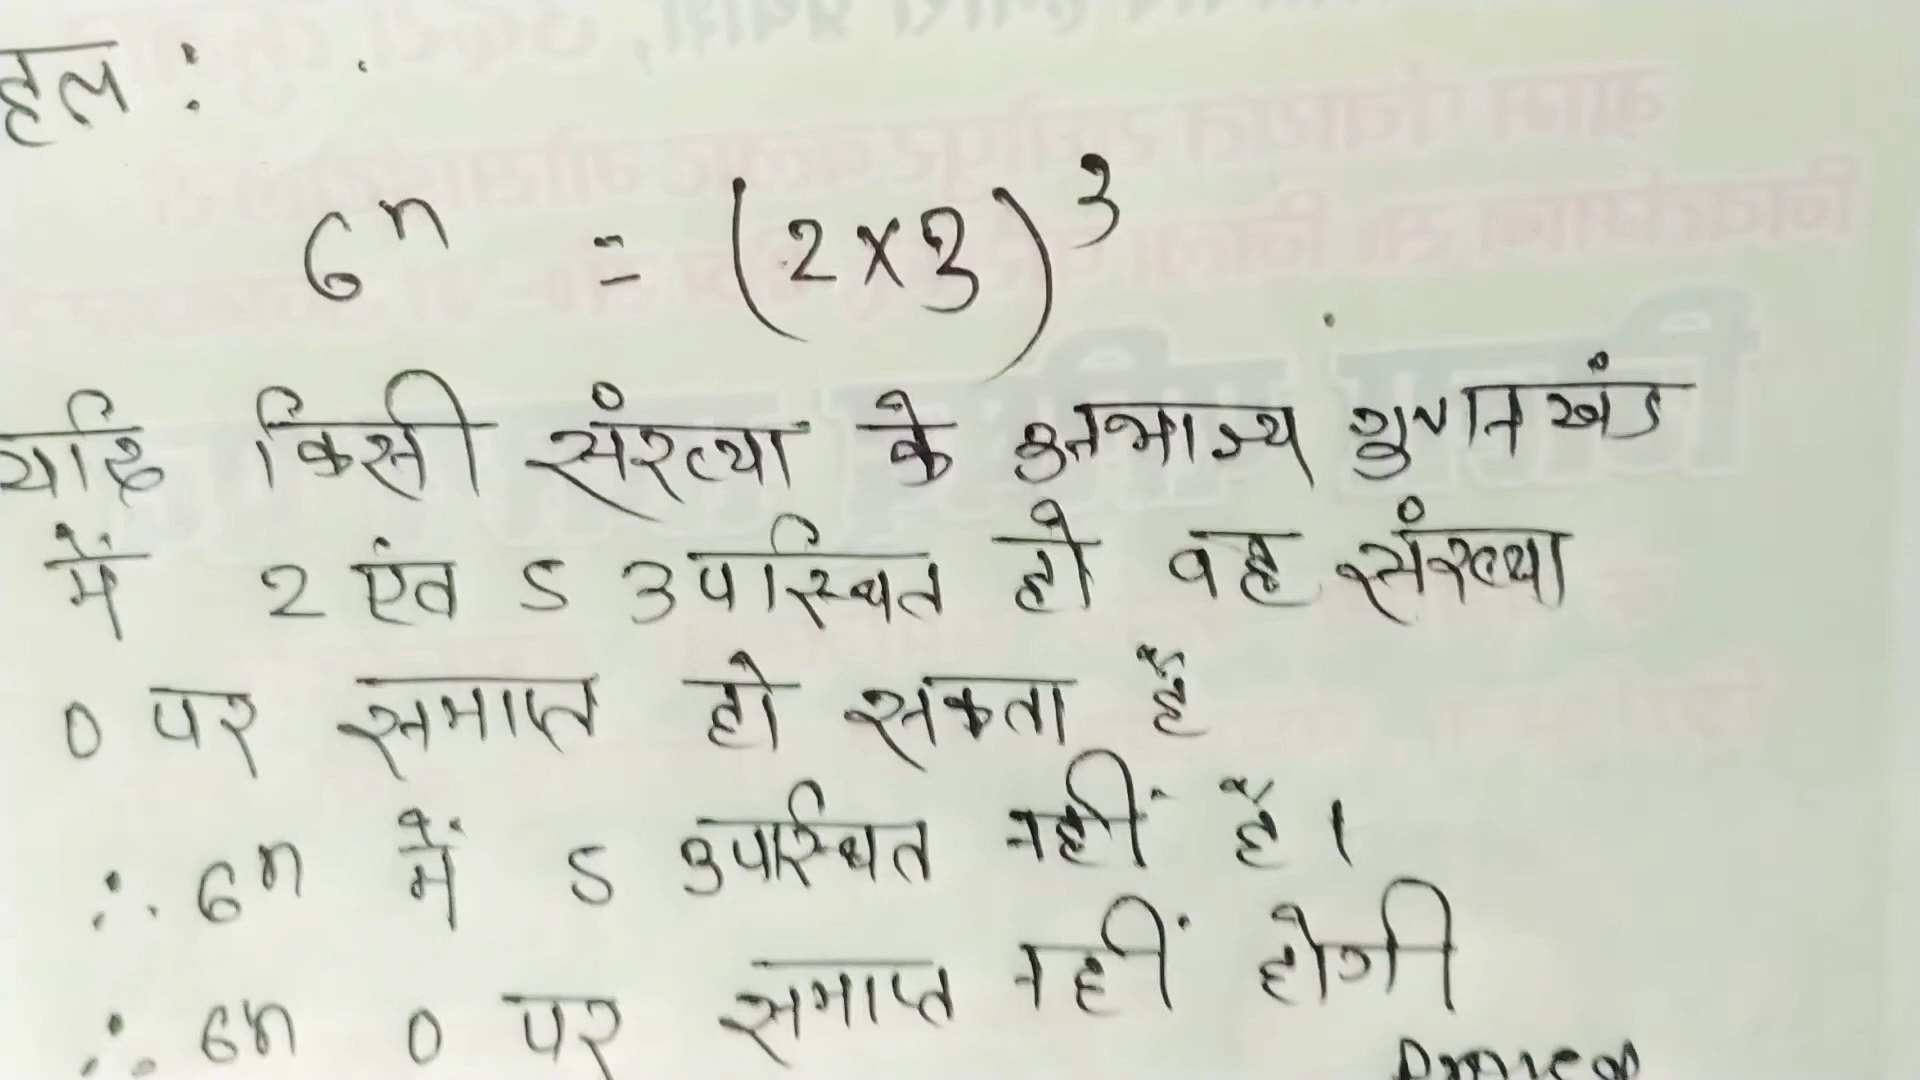 हल :
6ⁿ = (2×3)³
यदि किसी संख्या के अभाज्य गुणनखंड
में 2 एंव 5 उपस्थित हो वह संख्या
0 पर समाप्त हो सकता हैं
∴ 6ⁿ में 5 उपस्थित नहीं हैं।
∴ 6n 0 पर समाप्त नहीं होगी